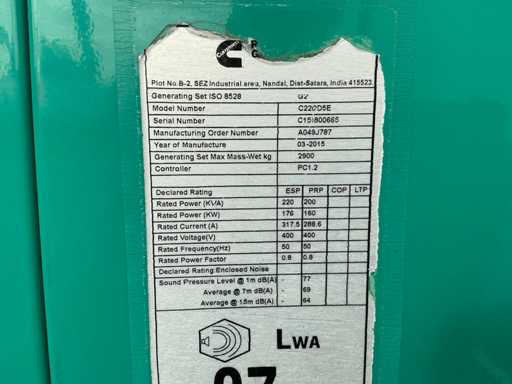 Cummins
P
G
Plot No.B-2, SEZ Industrial area, Nandal, Dist-Satara, India 415523.
Generating Set ISO 8528 G2
Model Number C220D5E
Serial Number C15I800665
Manufacturing Order Number A049J787
Year of Manufacture 03-2015
Generating Set Max Mass-Wet kg 2900
Controller PC1.2
Declared Rating ESP PRP COP LTP
Rated Power (KVA) 220 200
Rated Power (KW) 176 160
Rated Current (A) 317.5 288.6
Rated Voltage(V) 400 400
Rated Frequency(Hz) 50 50
Rated Power Factor 0.8 0.8
Declared Rating:Enclosed Noise
Sound Pressure Level @ 1m dB(A) - 77
Average @ 7m dB(A) - 69
Average @ 15m dB(A) - 64
LWA
97